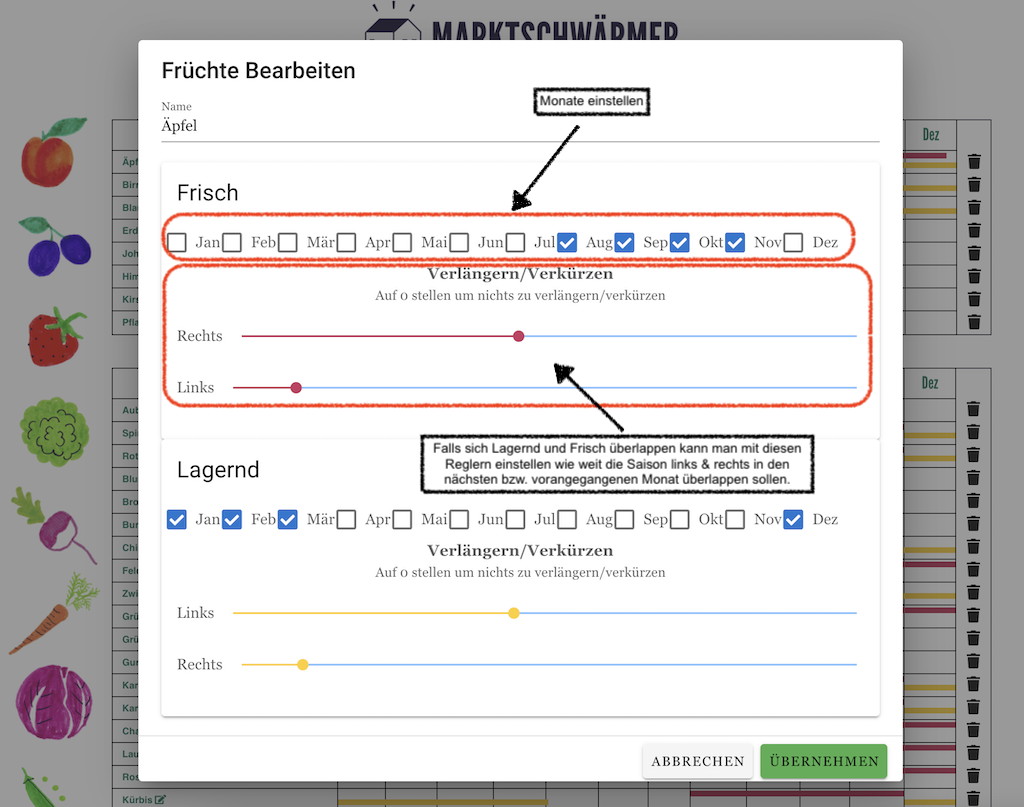 MARKTSCHWÄRMER
Früchte Bearbeiten
Name
Äpfel
Monate einstellen
Frisch
Jan Feb Mär Apr Mai Jun Jul Aug Sep Okt Nov Dez
Verlängern/Verkürzen
Auf 0 stellen um nichts zu verlängern/verkürzen
Rechts
Links
Falls sich Lagernd und Frisch überlappen kann man mit diesen
Reglern einstellen wie weit die Saison links & rechts in den
nächsten bzw. vorangegangenen Monat überlappen sollen.
Lagernd
Jan Feb Mär Apr Mai Jun Jul Aug Sep Okt Nov Dez
Verlängern/Verkürzen
Auf 0 stellen um nichts zu verlängern/verkürzen
Links
Rechts
ABBRECHEN ÜBERNEHMEN
Dez
Äpf
Birr
Bla
Erd
Joh
Him
Kirs
Pfla
Dez
Aub
Spi
Rot
Blu
Bro
Bur
Chi
Feld
Zwi
Grü
Grü
Gur
Kar
Kar
Cha
Lau
Ros
Kürbis